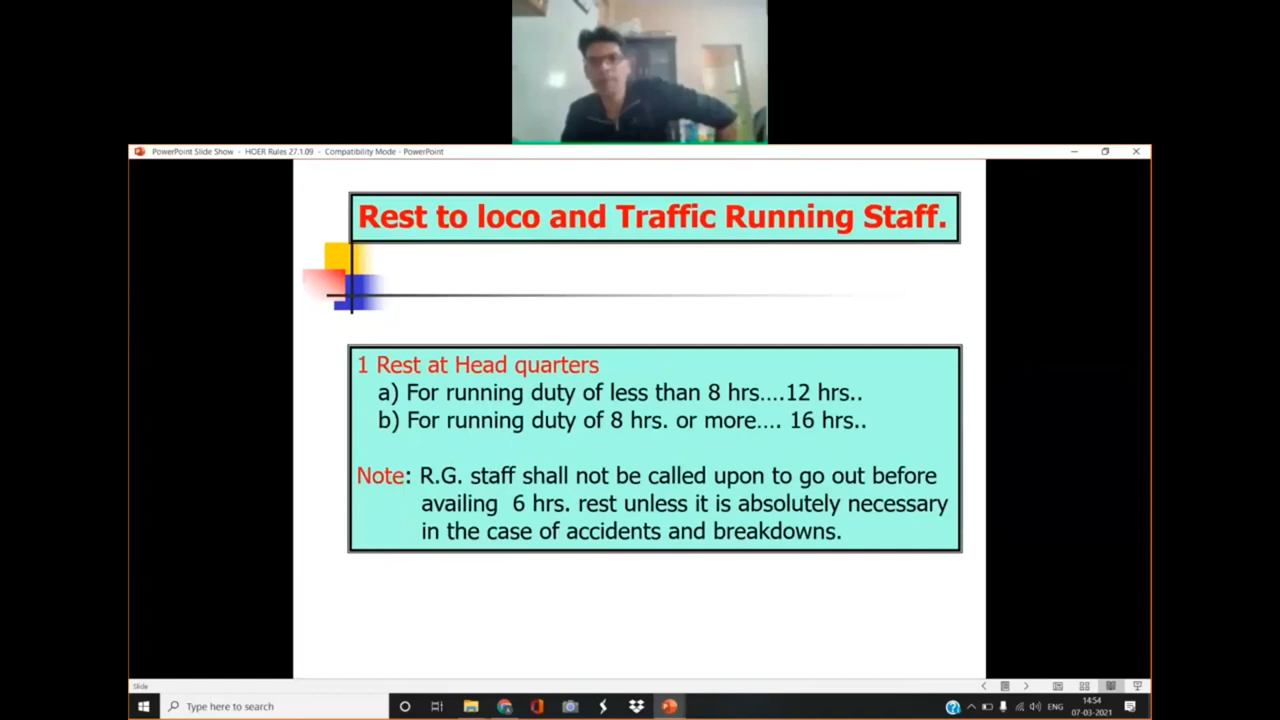 PowerPoint Slide Show - HOER Rules 27.1.09 - Compatibility Mode - PowerPoint
Rest to loco and Traffic Running Staff.
1 Rest at Head quarters
a) For running duty of less than 8 hrs....12 hrs..
b) For running duty of 8 hrs. or more.... 16 hrs..
Note: R.G. staff shall not be called upon to go out before
availing 6 hrs. rest unless it is absolutely necessary
in the case of accidents and breakdowns.
Slide
Type here to search
ENG
14:54
07-03-2021